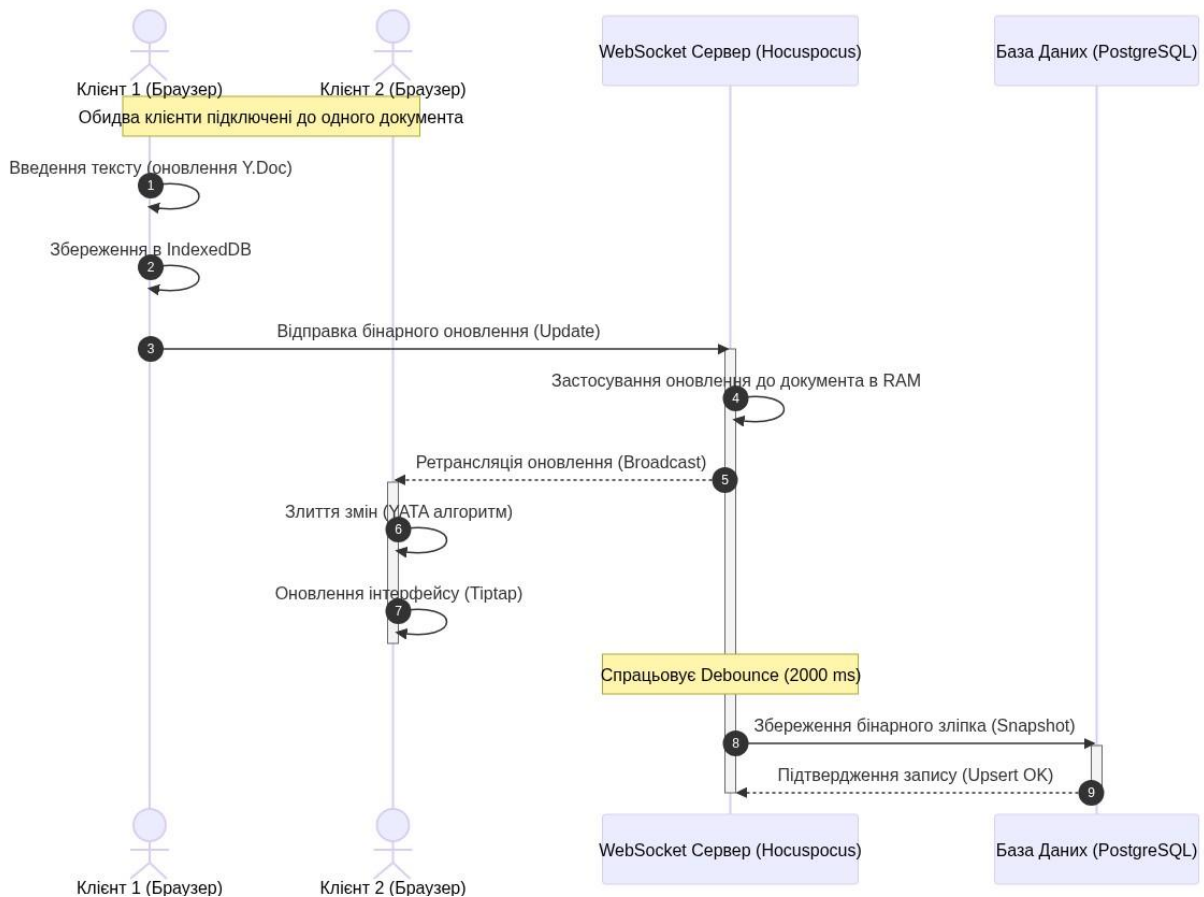 WebSocket Сервер (Hocuspocus)
База Даних (PostgreSQL)
Клієнт 1 (Браузер)
Клієнт 2 (Браузер)
Обидва клієнти підключені до одного документа
Введення тексту (оновлення Y.Doc)
1
Збереження в IndexedDB
2
Відправка бінарного оновлення (Update)
3
Застосування оновлення до документа в RAM
4
Ретрансляція оновлення (Broadcast)
5
Злиття змін (YATA алгоритм)
6
Оновлення інтерфейсу (Tiptap)
7
Спрацьовує Debounce (2000 ms)
Збереження бінарного зліпка (Snapshot)
8
Підтвердження запису (Upsert OK)
9
WebSocket Сервер (Hocuspocus)
База Даних (PostgreSQL)
Клієнт 1 (Браузер)
Клієнт 2 (Браузер)